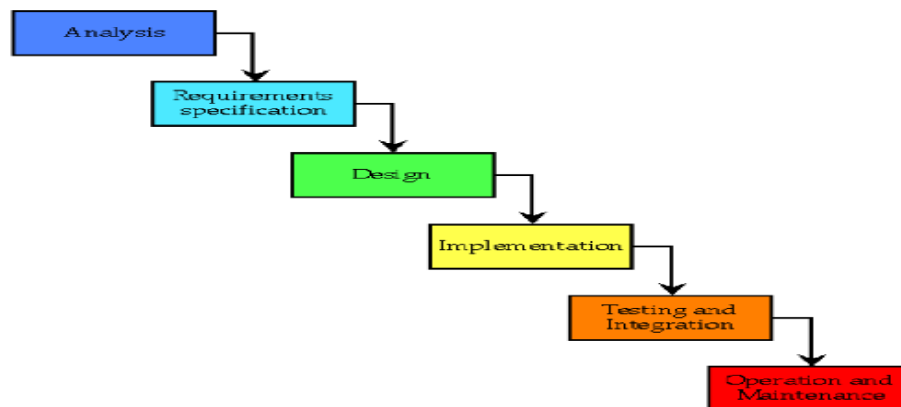 Analysis
Requirements
specification
Design
Implementation
Testing and
Integration
Operation and
Maintenance